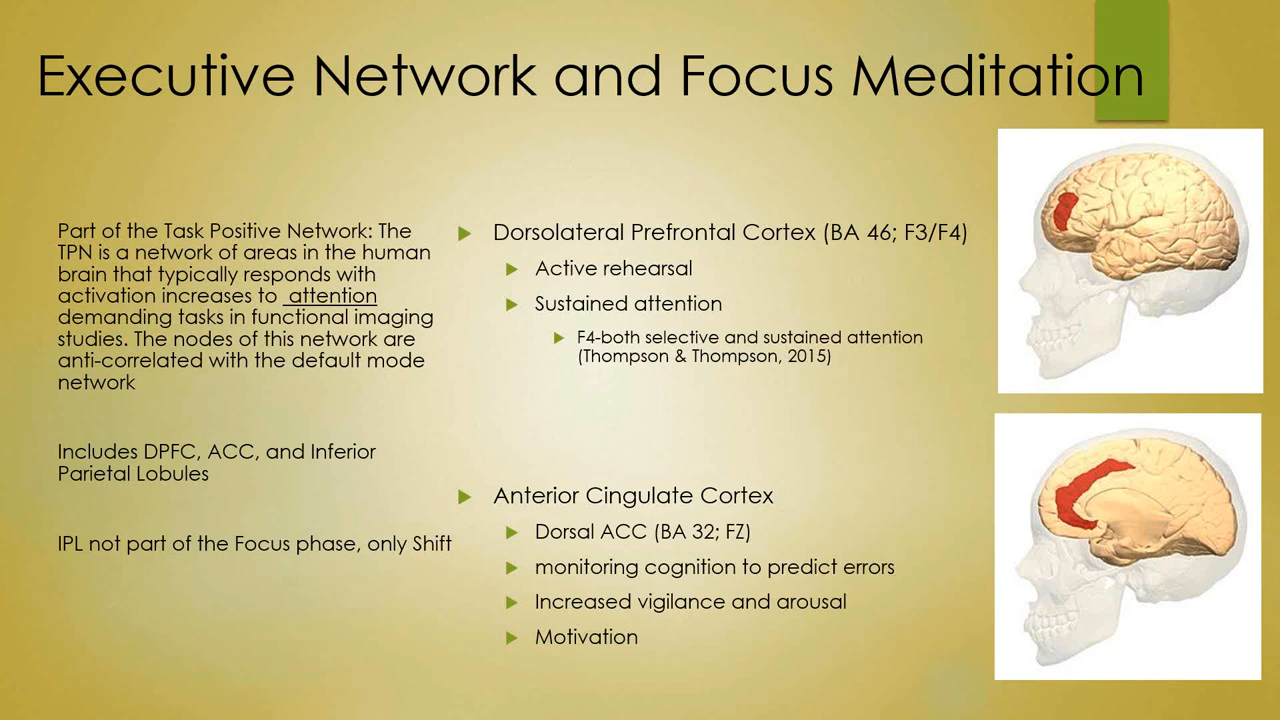 Executive Network and Focus Meditation
Part of the Task Positive Network: The
TPN is a network of areas in the human
brain that typically responds with
activation increases to  attention
demanding tasks in functional imaging
studies. The nodes of this network are
anti-correlated with the default mode
network
Includes DPFC, ACC, and Inferior
Parietal Lobules
IPL not part of the Focus phase, only Shift
Dorsolateral Prefrontal Cortex (BA 46; F3/F4)
Active rehearsal
Sustained attention
F4-both selective and sustained attention
(Thompson & Thompson, 2015)
Anterior Cingulate Cortex
Dorsal ACC (BA 32; FZ)
monitoring cognition to predict errors
Increased vigilance and arousal
Motivation